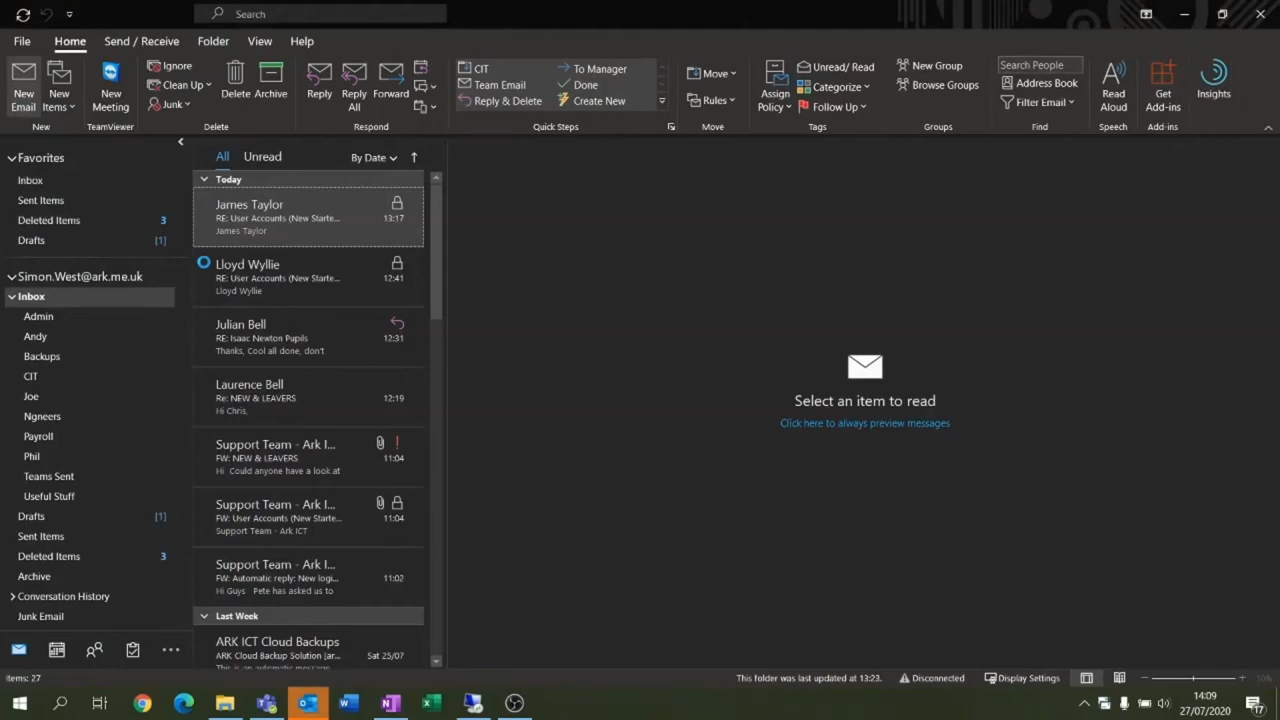 Search
File Home Send / Receive Folder View Help
New Email
New Items
New Meeting
Ignore
Clean Up
Junk
Delete
Archive
Reply
Reply All
Forward
CIT
Team Email
Reply & Delete
To Manager
Done
Create New
Move
Rules
Assign Policy
Unread/ Read
Categorize
Follow Up
New Group
Browse Groups
Search People
Address Book
Filter Email
Read Aloud
Get Add-ins
Insights
New TeamViewer Delete Respond Quick Steps Move Tags Groups Find Speech Add-ins
Favorites
Inbox
Sent Items
Deleted Items 3
Drafts [1]
Simon.West@ark.me.uk
Inbox
Admin
Andy
Backups
CIT
Joe
Ngneers
Payroll
Phil
Teams Sent
Useful Stuff
Drafts [1]
Sent Items
Deleted Items 3
Archive
Conversation History
Junk Email
All Unread By Date
Today
James Taylor
RE: User Accounts (New Starte... 13:17
James Taylor
Lloyd Wyllie
RE: User Accounts (New Starte... 12:41
Lloyd Wyllie
Julian Bell
RE: Isaac Newton Pupils 12:31
Thanks, Cool all done, don't
Laurence Bell
Re: NEW & LEAVERS 12:19
Hi Chris,
Support Team - Ark I...
FW: NEW & LEAVERS 11:04
Hi Could anyone have a look at
Support Team - Ark I...
FW: User Accounts (New Starte... 11:04
Support Team - Ark ICT
Support Team - Ark I...
FW: Automatic reply: New logi... 11:02
Hi Guys Pete has asked us to
Last Week
ARK ICT Cloud Backups
Cloud Backup Solution [ar... Sat 25/07
This is an automatic message
Select an item to read
Click here to always preview messages
Items: 27
This folder was last updated at 13:23. Disconnected Display Settings 10%
14:09
27/07/2020
17